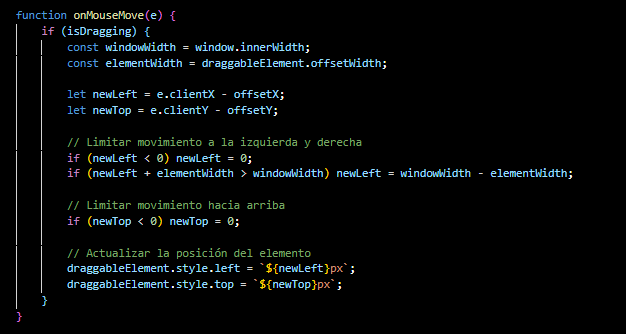 function onMouseMove(e) {
    if (isDragging) {
        const windowWidth = window.innerWidth;
        const elementWidth = draggableElement.offsetWidth;

        let newLeft = e.clientX - offsetX;
        let newTop = e.clientY - offsetY;

        // Limitar movimiento a la izquierda y derecha
        if (newLeft < 0) newLeft = 0;
        if (newLeft + elementWidth > windowWidth) newLeft = windowWidth - elementWidth;

        // Limitar movimiento hacia arriba
        if (newTop < 0) newTop = 0;

        // Actualizar la posición del elemento
        draggableElement.style.left = `${newLeft}px`;
        draggableElement.style.top = `${newTop}px`;
    }
}